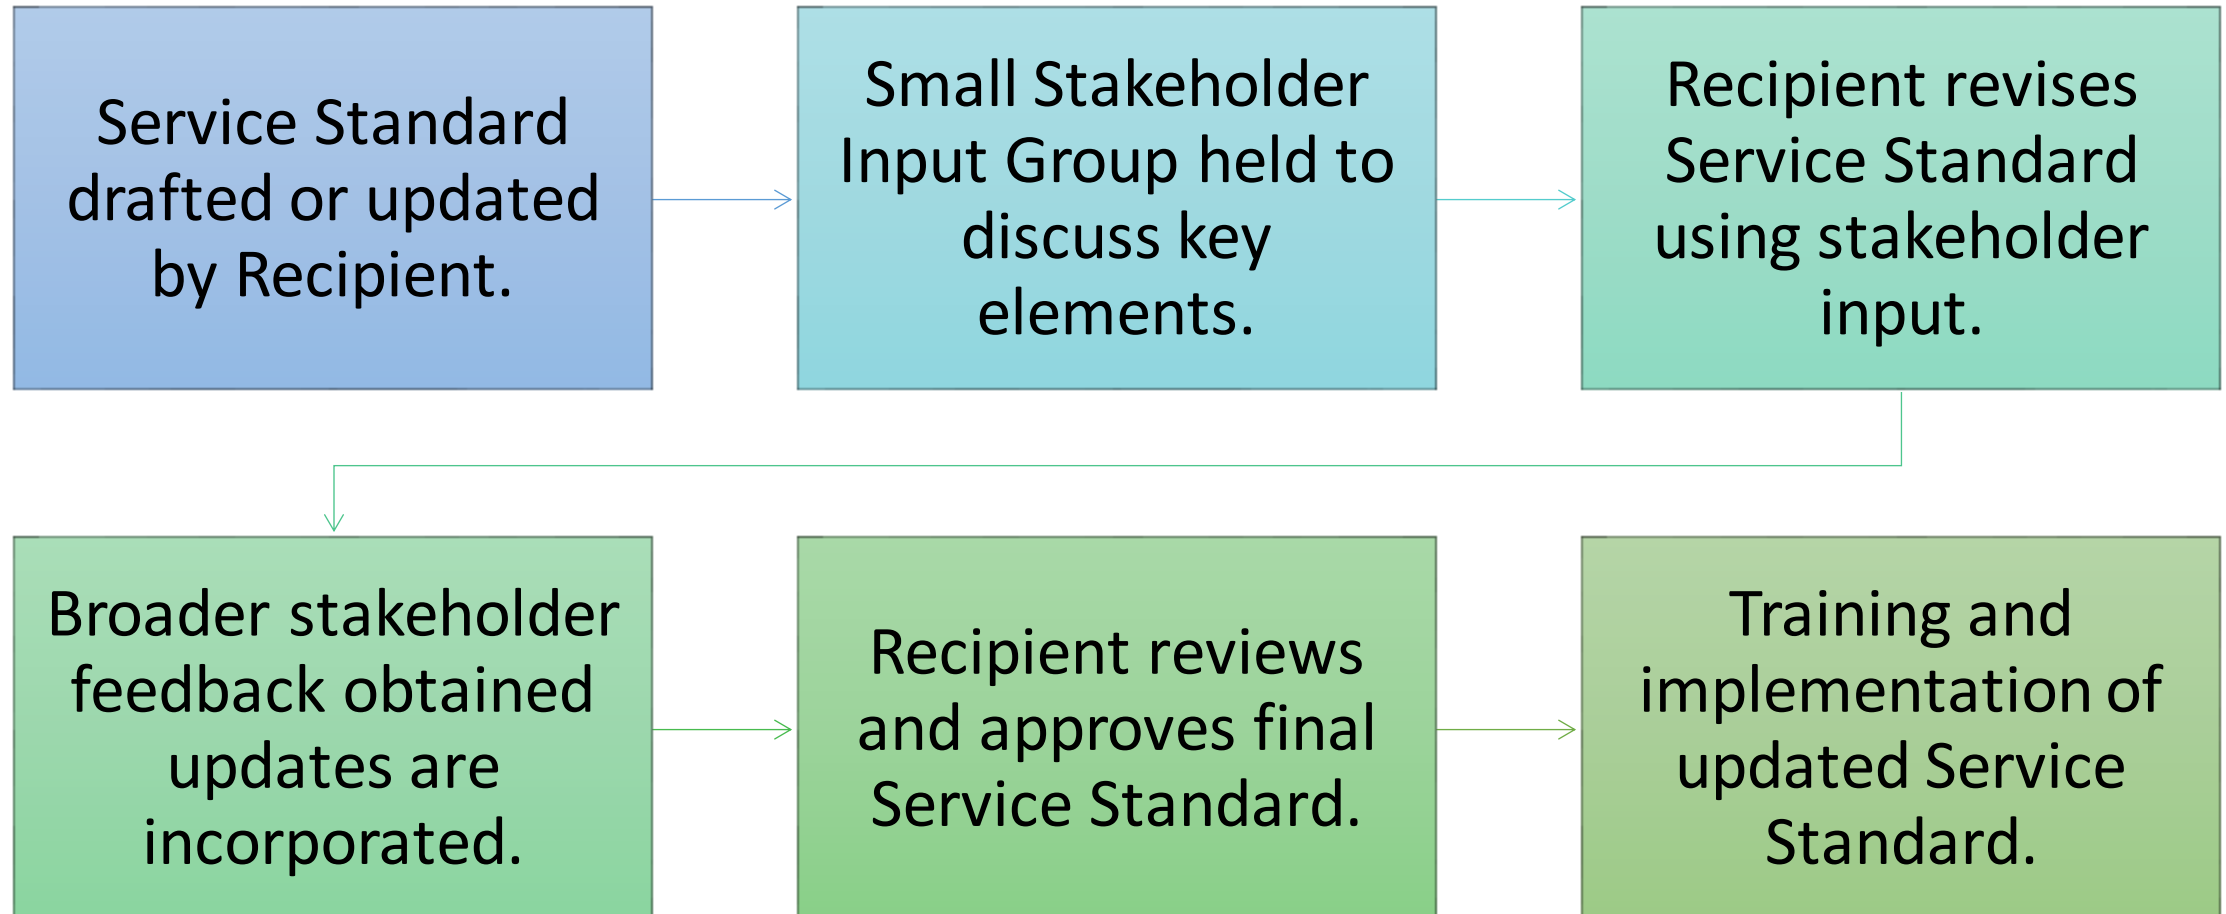 Service Standard
drafted or updated
by Recipient.
Small Stakeholder
Input Group held to
discuss key
elements.
Recipient revises
Service Standard
using stakeholder
input.
Broader stakeholder
feedback obtained
updates are
incorporated.
Recipient reviews
and approves final
Service Standard.
Training and
implementation of
updated Service
Standard.